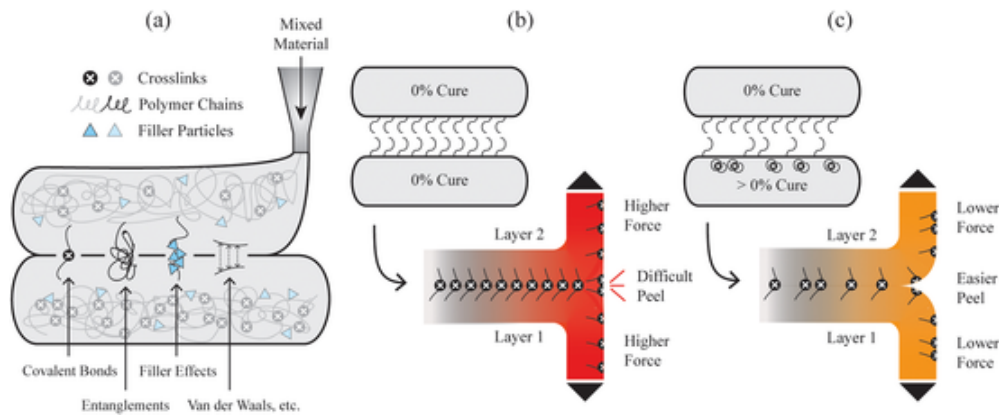 (a)
Mixed
Material
Crosslinks
Polymer Chains
Filler Particles
Covalent Bonds
Filler Effects
Entanglements
Van der Waals, etc.
(b)
0% Cure
0% Cure
Higher
Force
Layer 2
Difficult
Peel
Layer 1
Higher
Force
(c)
0% Cure
> 0% Cure
Lower
Force
Layer 2
Easier
Peel
Layer 1
Lower
Force